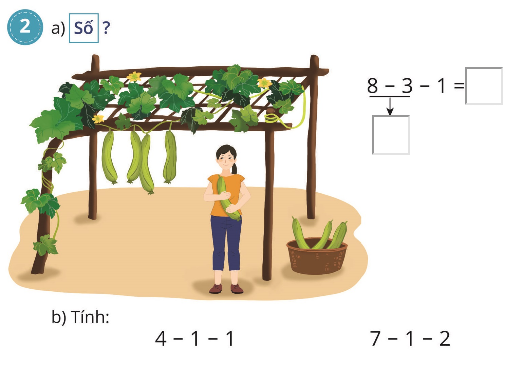 2 a) Số ?
8 − 3 − 1 =
b) Tính:
4 − 1 − 1 7 − 1 − 2